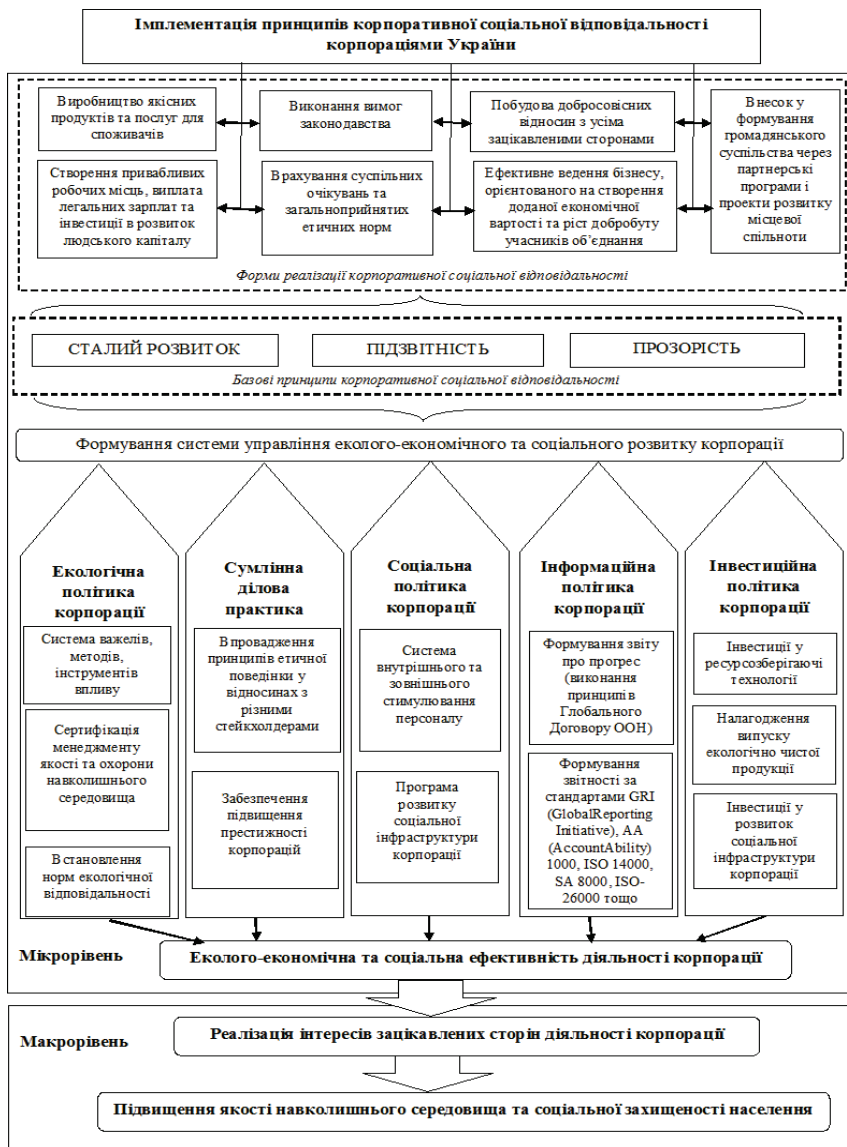 Імплементація принципів корпоративної соціальної відповідальності
корпораціями України
Виробництво якісних
продуктів та послуг для
споживачів
Виконання вимог
законодавства
Побудова добросовісних
відносин з усіма
зацікавленими сторонами
Внесок у
формування
громадянського
суспільства через
партнерські
програми і
проекти розвитку
місцевої
спільноти
Створення привабливих
робочих місць, виплата
легальних зарплат та
інвестиції в розвиток
людського капіталу
Врахування суспільних
очікувань та
загальноприйнятих
етичних норм
Ефективне ведення бізнесу,
орієнтованого на створення
доданої економічної
вартості та ріст добробуту
учасників об’єднання
Форми реалізації корпоративної соціальної відповідальності
СТАЛИЙ РОЗВИТОК
ПІДЗВІТНІСТЬ
ПРОЗОРІСТЬ
Базові принципи корпоративної соціальної відповідальності
Формування системи управління еколого-економічного та соціального розвитку корпорації
Екологічна
політика
корпорації
Система важелів,
методів,
інструментів
впливу
Сертифікація
менеджменту
якості та охорони
навколишнього
середовища
Встановлення
норм екологічної
відповідальності
Сумлінна
ділова
практика
Впровадження
принципів етичної
поведінки у
відносинах з
різними
стейкхолдерами
Забезпечення
підвищення
престижності
корпорацій
Соціальна
політика
корпорації
Система
внутрішнього та
зовнішнього
стимулювання
персоналу
Програма
розвитку
соціальної
інфраструктури
корпорації
Інформаційна
політика
корпорації
Формування звіту
про прогрес
(виконання
принципів
Глобального
Договору ООН)
Формування
звітності за
стандартами GRI
(GlobalReporting
Initiative), AA
(AccountAbility)
1000, ISO 14000,
SA 8000, ISO-
26000 тощо
Інвестиційна
політика
корпорації
Інвестиції у
ресурсозберігаючі
технології
Налагодження
випуску
екологічно чистої
продукції
Інвестиції у
розвиток
соціальної
інфраструктури
корпорації
Мікрорівень
Еколого-економічна та соціальна ефективність діяльності корпорації
Макрорівень
Реалізація інтересів зацікавлених сторін діяльності корпорації
Підвищення якості навколишнього середовища та соціальної захищеності населення